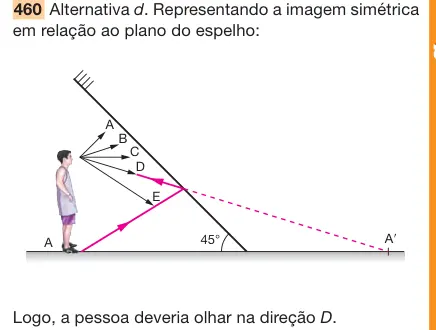 460 Alternativa d. Representando a imagem simétrica
em relação ao plano do espelho:
A
B
C
D
E
A
45°
A′
Logo, a pessoa deveria olhar na direção D.